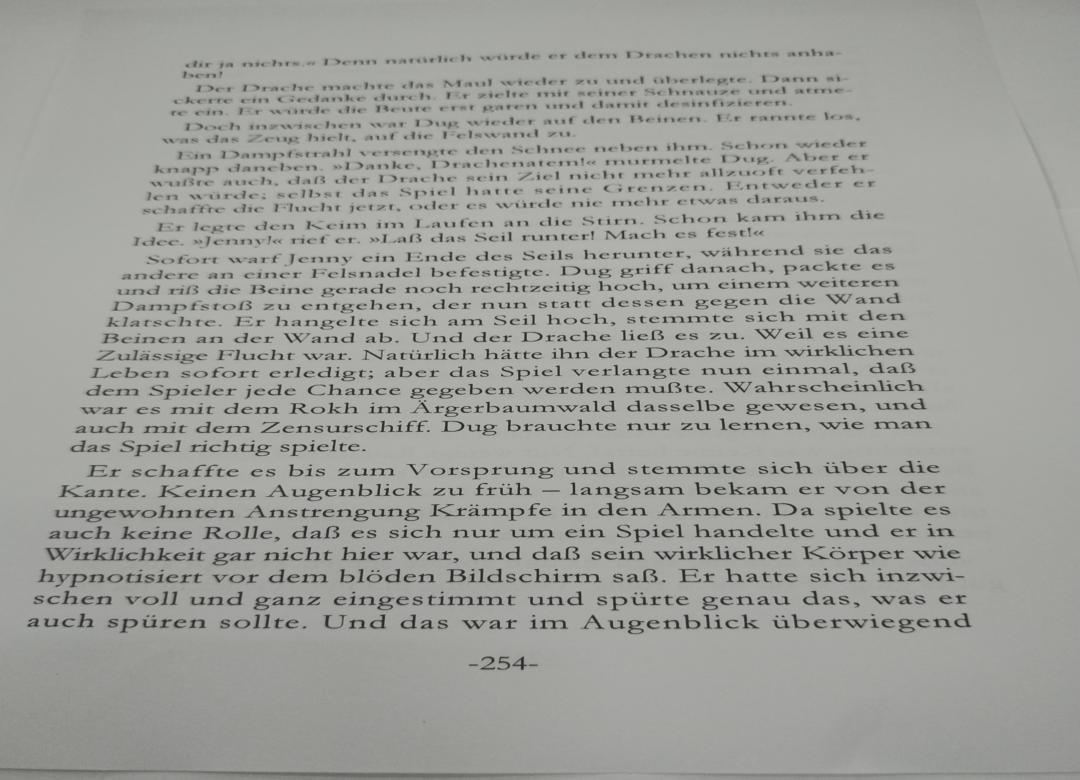 dir ja nichts.« Denn natürlich würde er dem Drachen nichts anha-
ben!
Der Drache machte das Maul wieder zu und überlegte. Dann si-
ckerte ein Gedanke durch. Er zielte mit seiner Schnauze und atme-
te ein. Er würde die Beute erst garen und damit desinfizieren.
Doch inzwischen war Dug wieder auf den Beinen. Er rannte los,
was das Zeug hielt, auf die Felswand zu.
Ein Dampfstrahl versengte den Schnee neben ihm. Schon wieder
knapp daneben. »Danke, Drachenatem!« murmelte Dug. Aber er
wußte auch, daß der Drache sein Ziel nicht mehr allzuoft verfeh-
len würde; selbst das Spiel hatte seine Grenzen. Entweder er
schaffte die Flucht jetzt, oder es würde nie mehr etwas daraus.
Er legte den Keim im Laufen an die Stirn. Schon kam ihm die
Idee. »Jenny!« rief er. »Laß das Seil runter! Mach es fest!«
Sofort warf Jenny ein Ende des Seils herunter, während sie das
andere an einer Felsnadel befestigte. Dug griff danach, packte es
und riß die Beine gerade noch rechtzeitig hoch, um einem weiteren
Dampfstoß zu entgehen, der nun statt dessen gegen die Wand
klatschte. Er hangelte sich am Seil hoch, stemmte sich mit den
Beinen an der Wand ab. Und der Drache ließ es zu. Weil es eine
Zulässige Flucht war. Natürlich hätte ihn der Drache im wirklichen
Leben sofort erledigt; aber das Spiel verlangte nun einmal, daß
dem Spieler jede Chance gegeben werden mußte. Wahrscheinlich
war es mit dem Rokh im Ärgerbaumwald dasselbe gewesen, und
auch mit dem Zensurschiff. Dug brauchte nur zu lernen, wie man
das Spiel richtig spielte.
Er schaffte es bis zum Vorsprung und stemmte sich über die
Kante. Keinen Augenblick zu früh – langsam bekam er von der
ungewohnten Anstrengung Krämpfe in den Armen. Da spielte es
auch keine Rolle, daß es sich nur um ein Spiel handelte und er in
Wirklichkeit gar nicht hier war, und daß sein wirklicher Körper wie
hypnotisiert vor dem blöden Bildschirm saß. Er hatte sich inzwi-
schen voll und ganz eingestimmt und spürte genau das, was er
auch spüren sollte. Und das war im Augenblick überwiegend
-254-